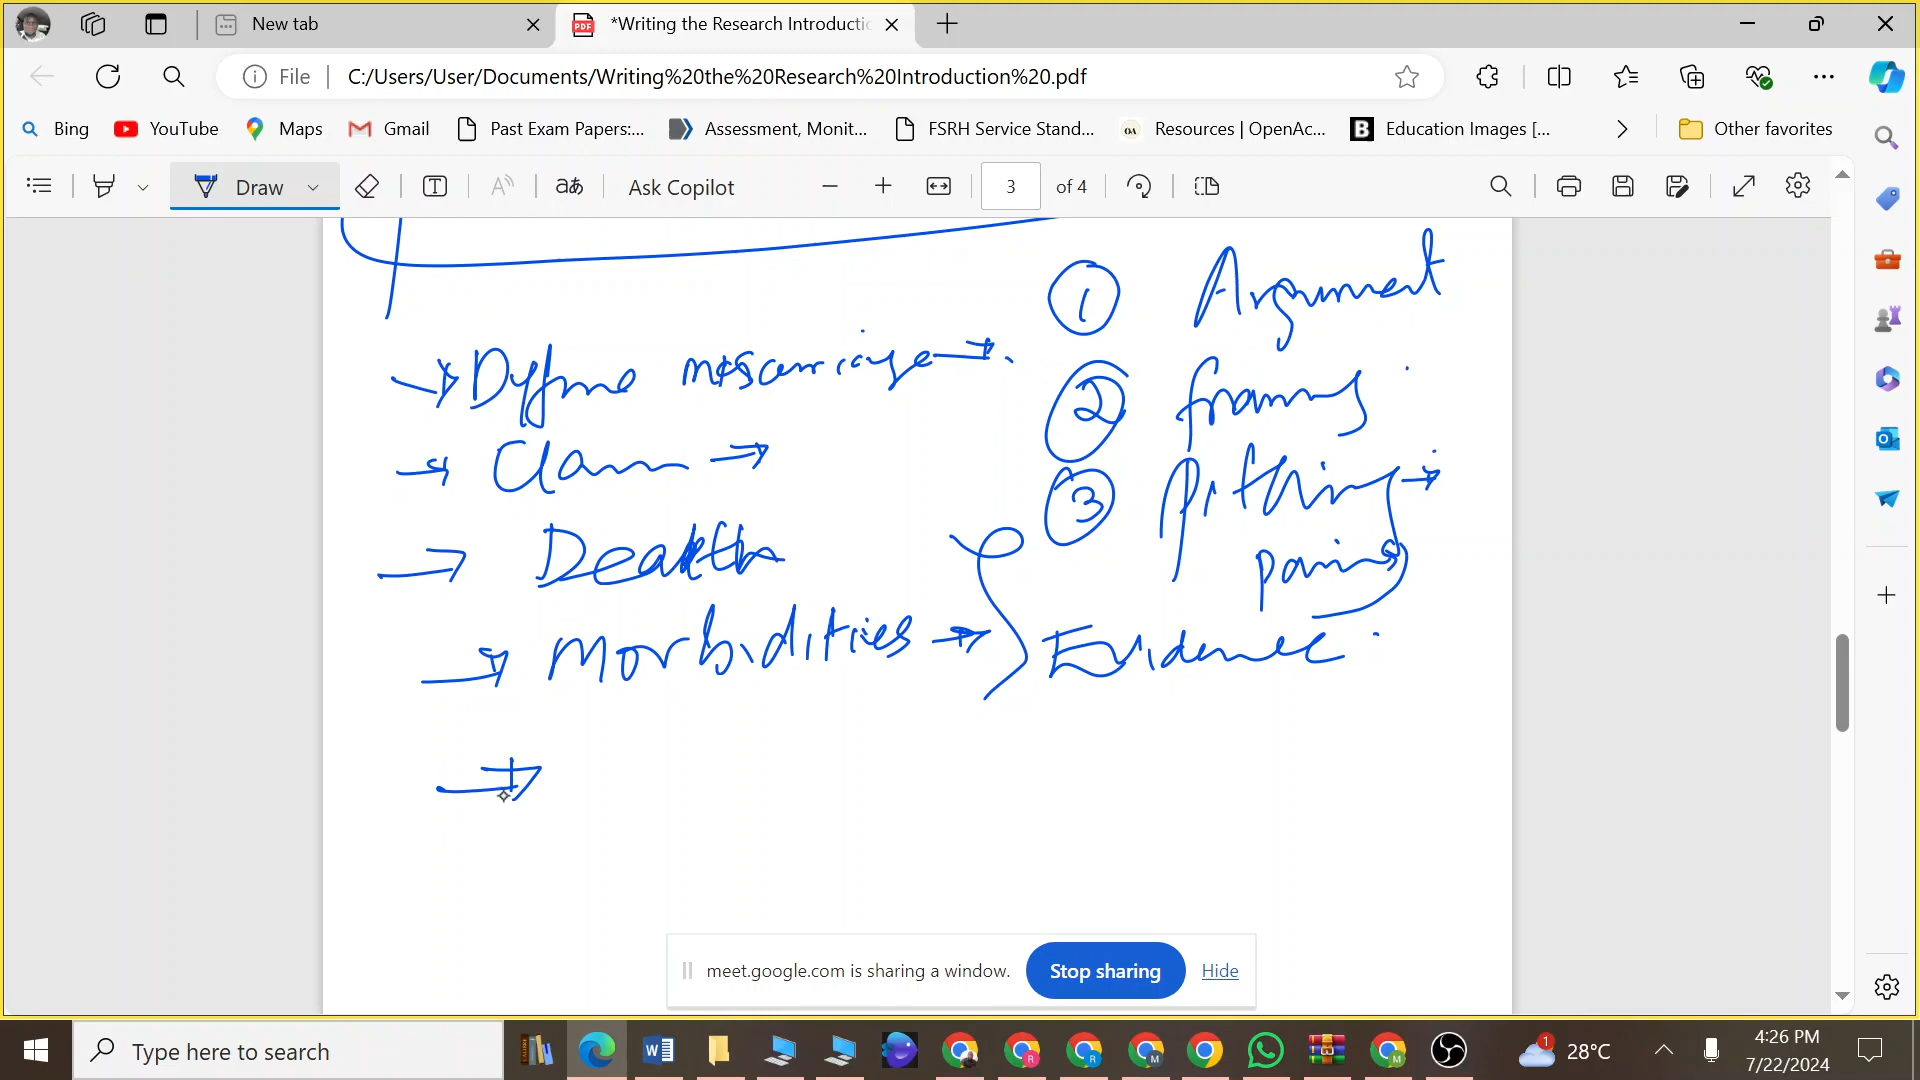 New tab
*Writing the Research Introductic
File
C:/Users/User/Documents/Writing%20the%20Research%20Introduction%20.pdf
Bing
YouTube
Maps
Gmail
Past Exam Papers:...
Assessment, Monit...
FSRH Service Stand...
Resources | OpenAc...
Education Images [...
Other favorites
Draw
Ask Copilot
3
of 4
1 Argument
Define miscarriage
2 framing
Claim
3 Pitching
Death
pairing
Morbidities
Evidence
meet.google.com is sharing a window.
Stop sharing
Hide
Type here to search
1
28°C
4:26 PM
7/22/2024